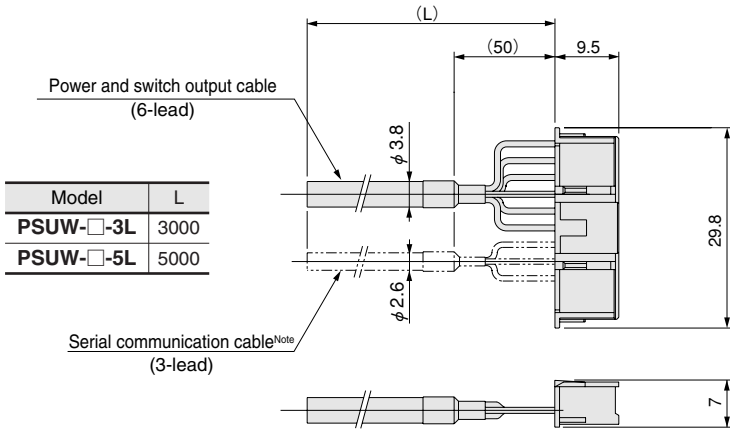 (L)
(50)
9.5
Power and switch output cable
(6-lead)
φ3.8
Model L
PSUW-□-3L 3000
PSUW-□-5L 5000
29.8
φ2.6
Serial communication cableNote
(3-lead)
7